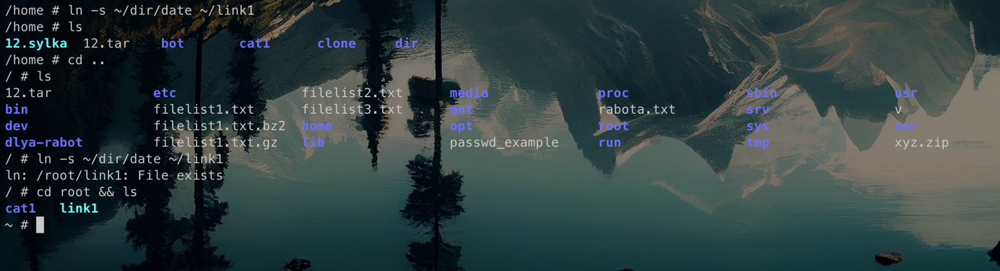 /home # ln -s ~/dir/date ~/link1
/home # ls
12.sylka  12.tar    bot       cat1      clone     dir
/home # cd ..
/ # ls
12.tar             etc                filelist2.txt      media              proc               sbin               usr
bin                filelist1.txt      filelist3.txt      mnt                rabota.txt         srv                v
dev                filelist1.txt.bz2  home               opt                root               sys                var
dlya-rabot         filelist1.txt.gz   lib                passwd_example     run                tmp                xyz.zip
/ # ln -s ~/dir/date ~/link1
ln: /root/link1: File exists
/ # cd root && ls
cat1   link1
~ #